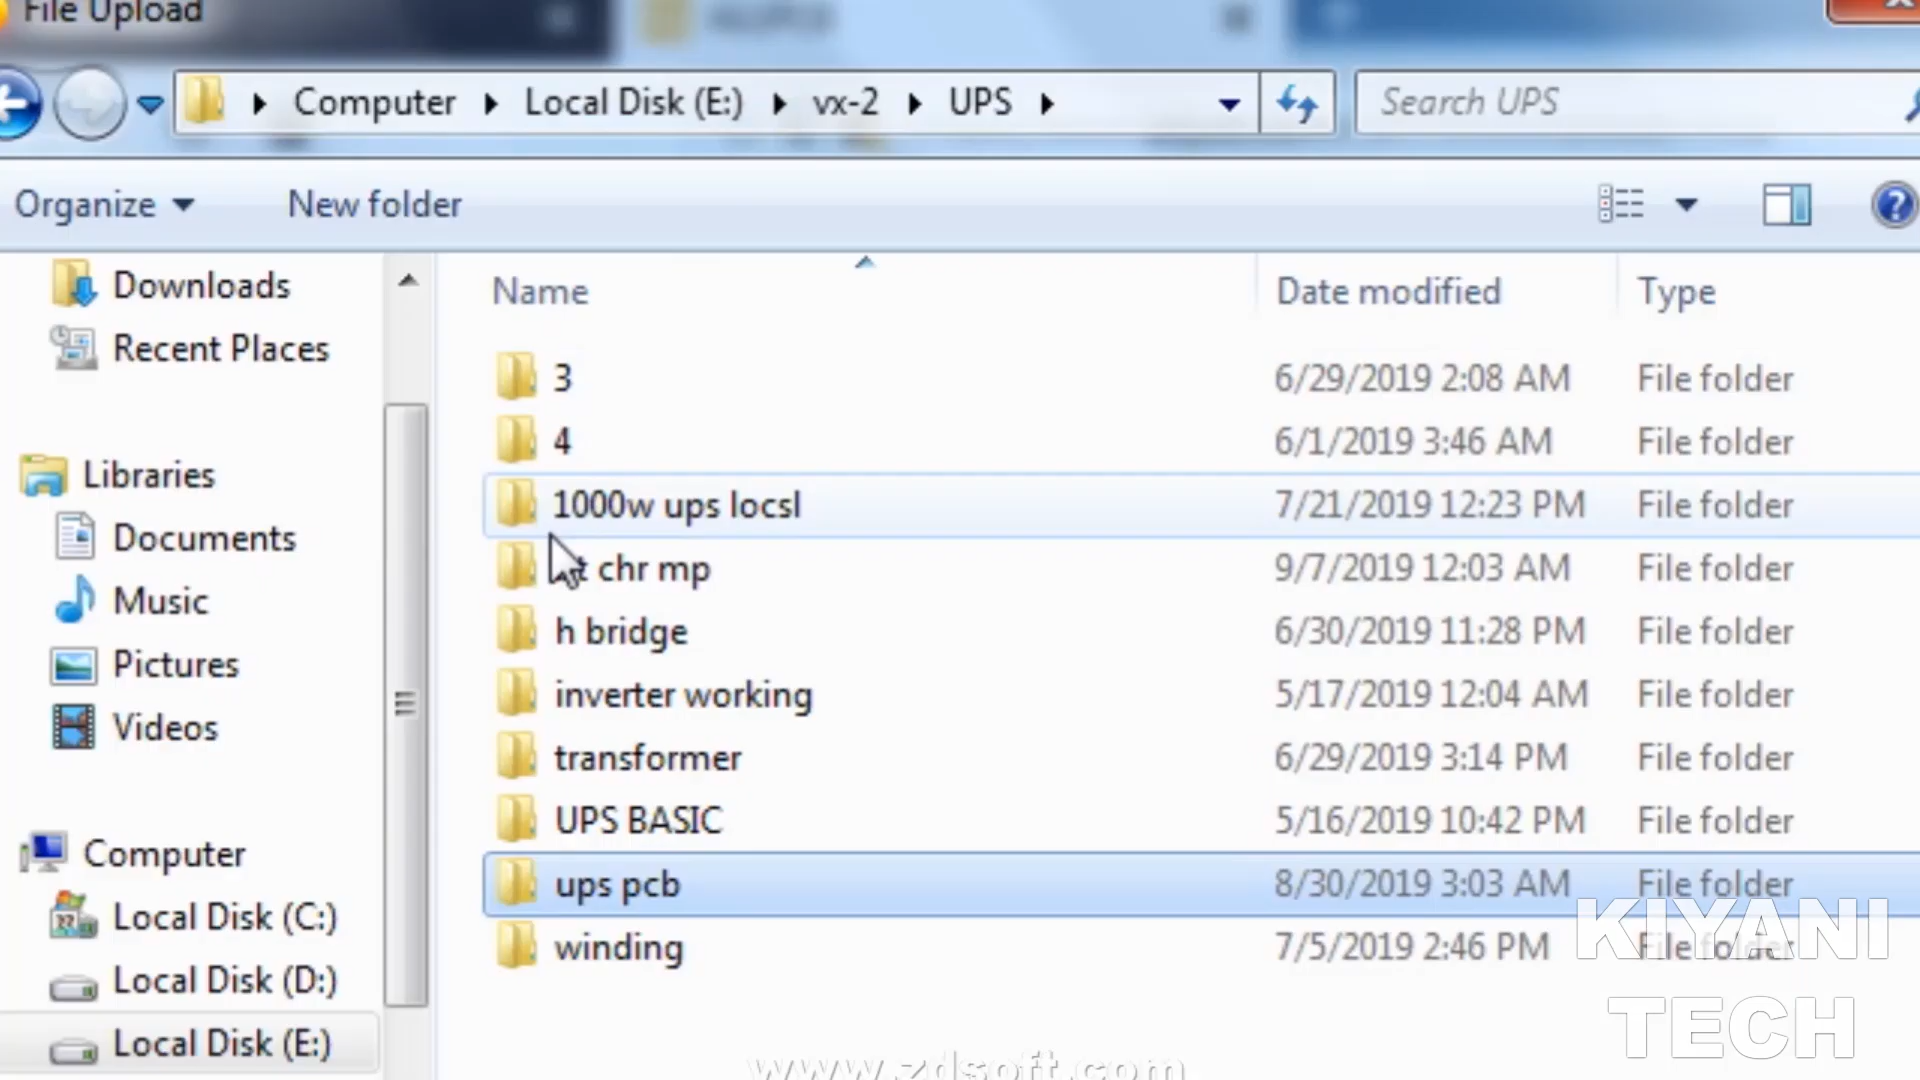 File Upload
Computer Local Disk (E:) vx-2 UPS
Search UPS
Organize New folder
Downloads
Recent Places
Libraries
Documents
Music
Pictures
Videos
Computer
Local Disk (C:)
Local Disk (D:)
Local Disk (E:)
Name Date modified Type
3 6/29/2019 2:08 AM File folder
4 6/1/2019 3:46 AM File folder
1000w ups locsl 7/21/2019 12:23 PM File folder
chr mp 9/7/2019 12:03 AM File folder
h bridge 6/30/2019 11:28 PM File folder
inverter working 5/17/2019 12:04 AM File folder
transformer 6/29/2019 3:14 PM File folder
UPS BASIC 5/16/2019 10:42 PM File folder
ups pcb 8/30/2019 3:03 AM File folder
winding 7/5/2019 2:46 PM File folder
KIYANI
TECH
www.zdsoft.com